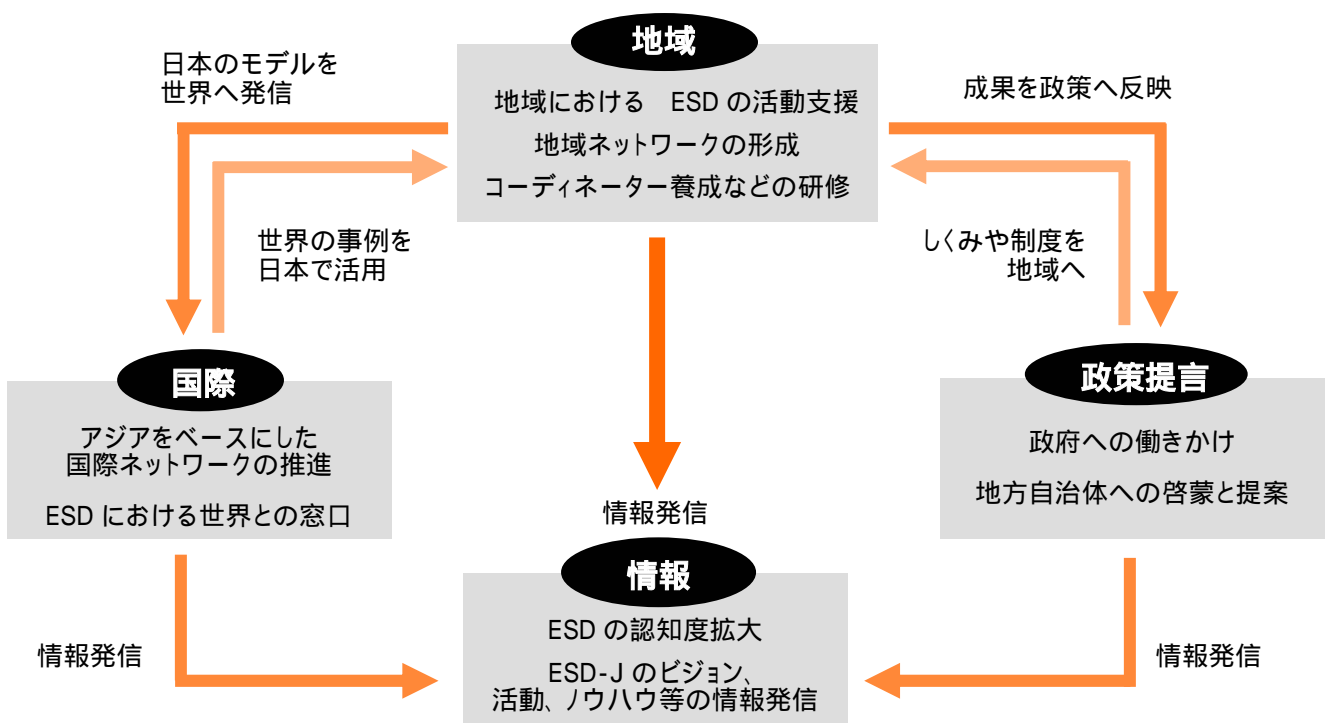 地域
地域における ESD の活動支援
地域ネットワークの形成
コーディネーター養成などの研修
日本のモデルを
世界へ発信
成果を政策へ反映
世界の事例を
日本で活用
しくみや制度を
地域へ
国際
アジアをベースにした
国際ネットワークの推進
ESD における世界との窓口
政策提言
政府への働きかけ
地方自治体への啓蒙と提案
情報発信
情報
ESD の認知度拡大
ESD-J のビジョン、
活動、ノウハウ等の情報発信
情報発信
情報発信